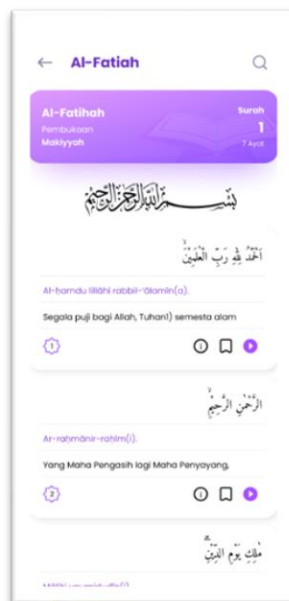 Al-Fatiah
Al-Fatihah
Surah
Pembukaan
1
Makiyyah
7 Ayat
بِسْمِ اللَّهِ الرَّحْمَٰنِ الرَّحِيمِ
اَلْحَمْدُ لِلّٰهِ رَبِّ الْعٰلَمِيْنَۙ
Al-ḥamdu lillāhi rabbil-‘ālamīn(a).
Segala puji bagi Allah, Tuhan1) semesta alam
1
الرَّحْمٰنِ الرَّحِيْمِۙ
Ar-raḥmānir-raḥīm(i).
Yang Maha Pengasih lagi Maha Penyayang,
2
مٰلِكِ يَوْمِ الدِّيْنِۗ